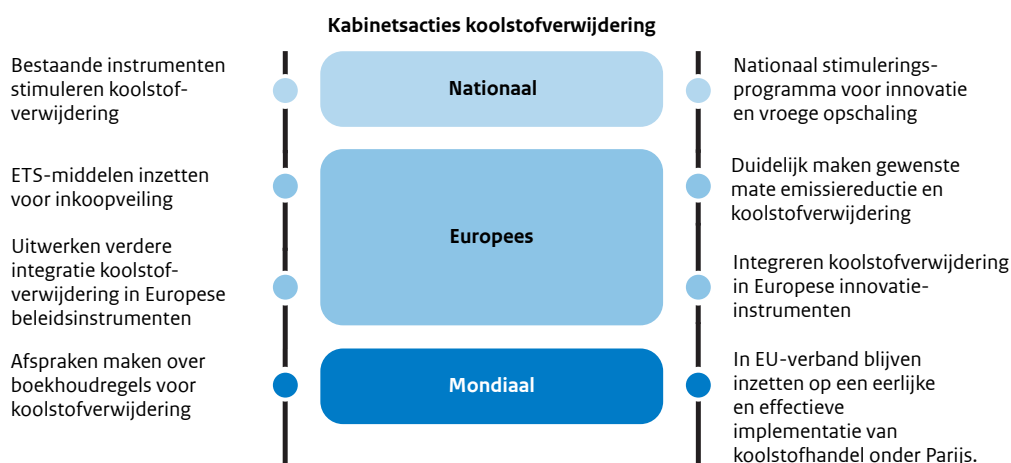 Kabinetsacties koolstofverwijdering
Bestaande instrumenten
stimuleren koolstof-
verwijdering
Nationaal
Nationaal stimulerings-
programma voor innovatie
en vroege opschaling
ETS-middelen inzetten
voor inkoopveiling
Uitwerken verdere
integratie koolstof-
verwijdering in Europese
beleidsinstrumenten
Europees
Duidelijk maken gewenste
mate emissiereductie en
koolstofverwijdering
Integreren koolstofverwijdering
in Europese innovatie-
instrumenten
Afspraken maken over
boekhoudregels voor
koolstofverwijdering
Mondiaal
In EU-verband blijven
inzetten op een eerlijke
en effectieve
implementatie van
koolstofhandel onder Parijs.